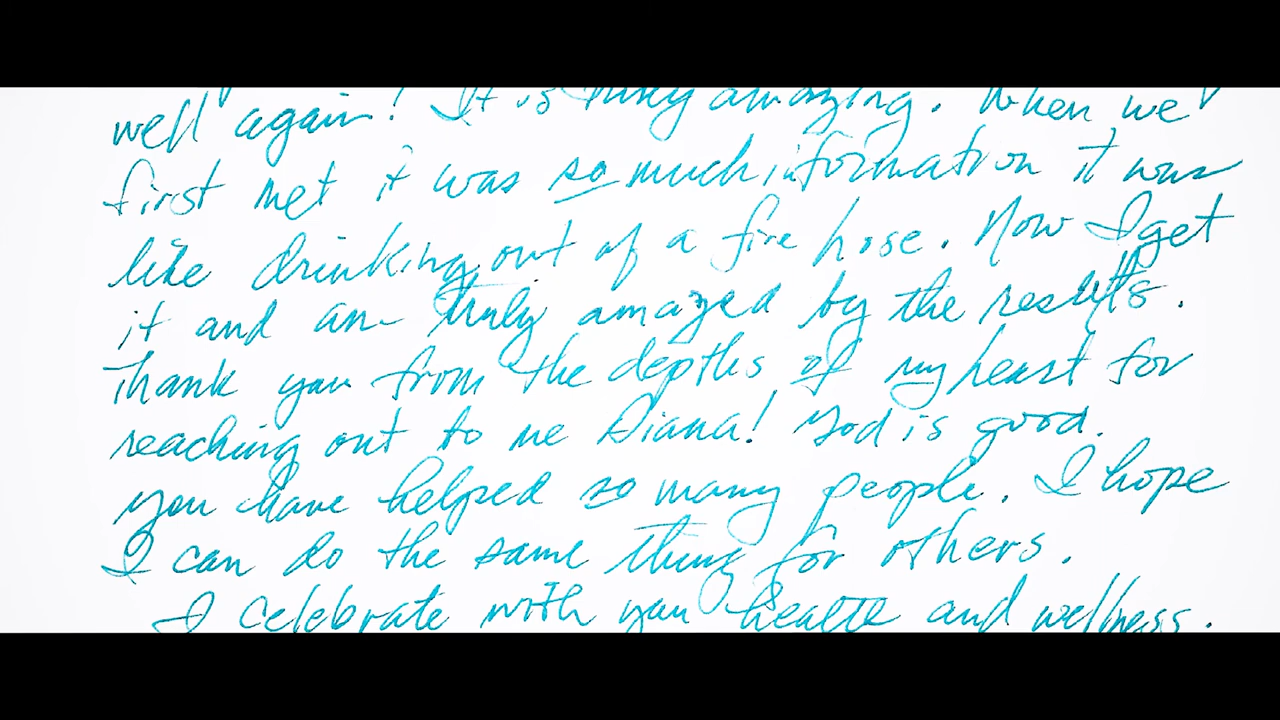 well again! It is truly amazing. When we
first met it was so much information it was
like drinking out of a fire hose. Now I get
it and am truly amazed by the results.
Thank you from the depths of my heart for
reaching out to me Diana! God is good.
You have helped so many people. I hope
I can do the same thing for others.
I celebrate with you health and wellness.